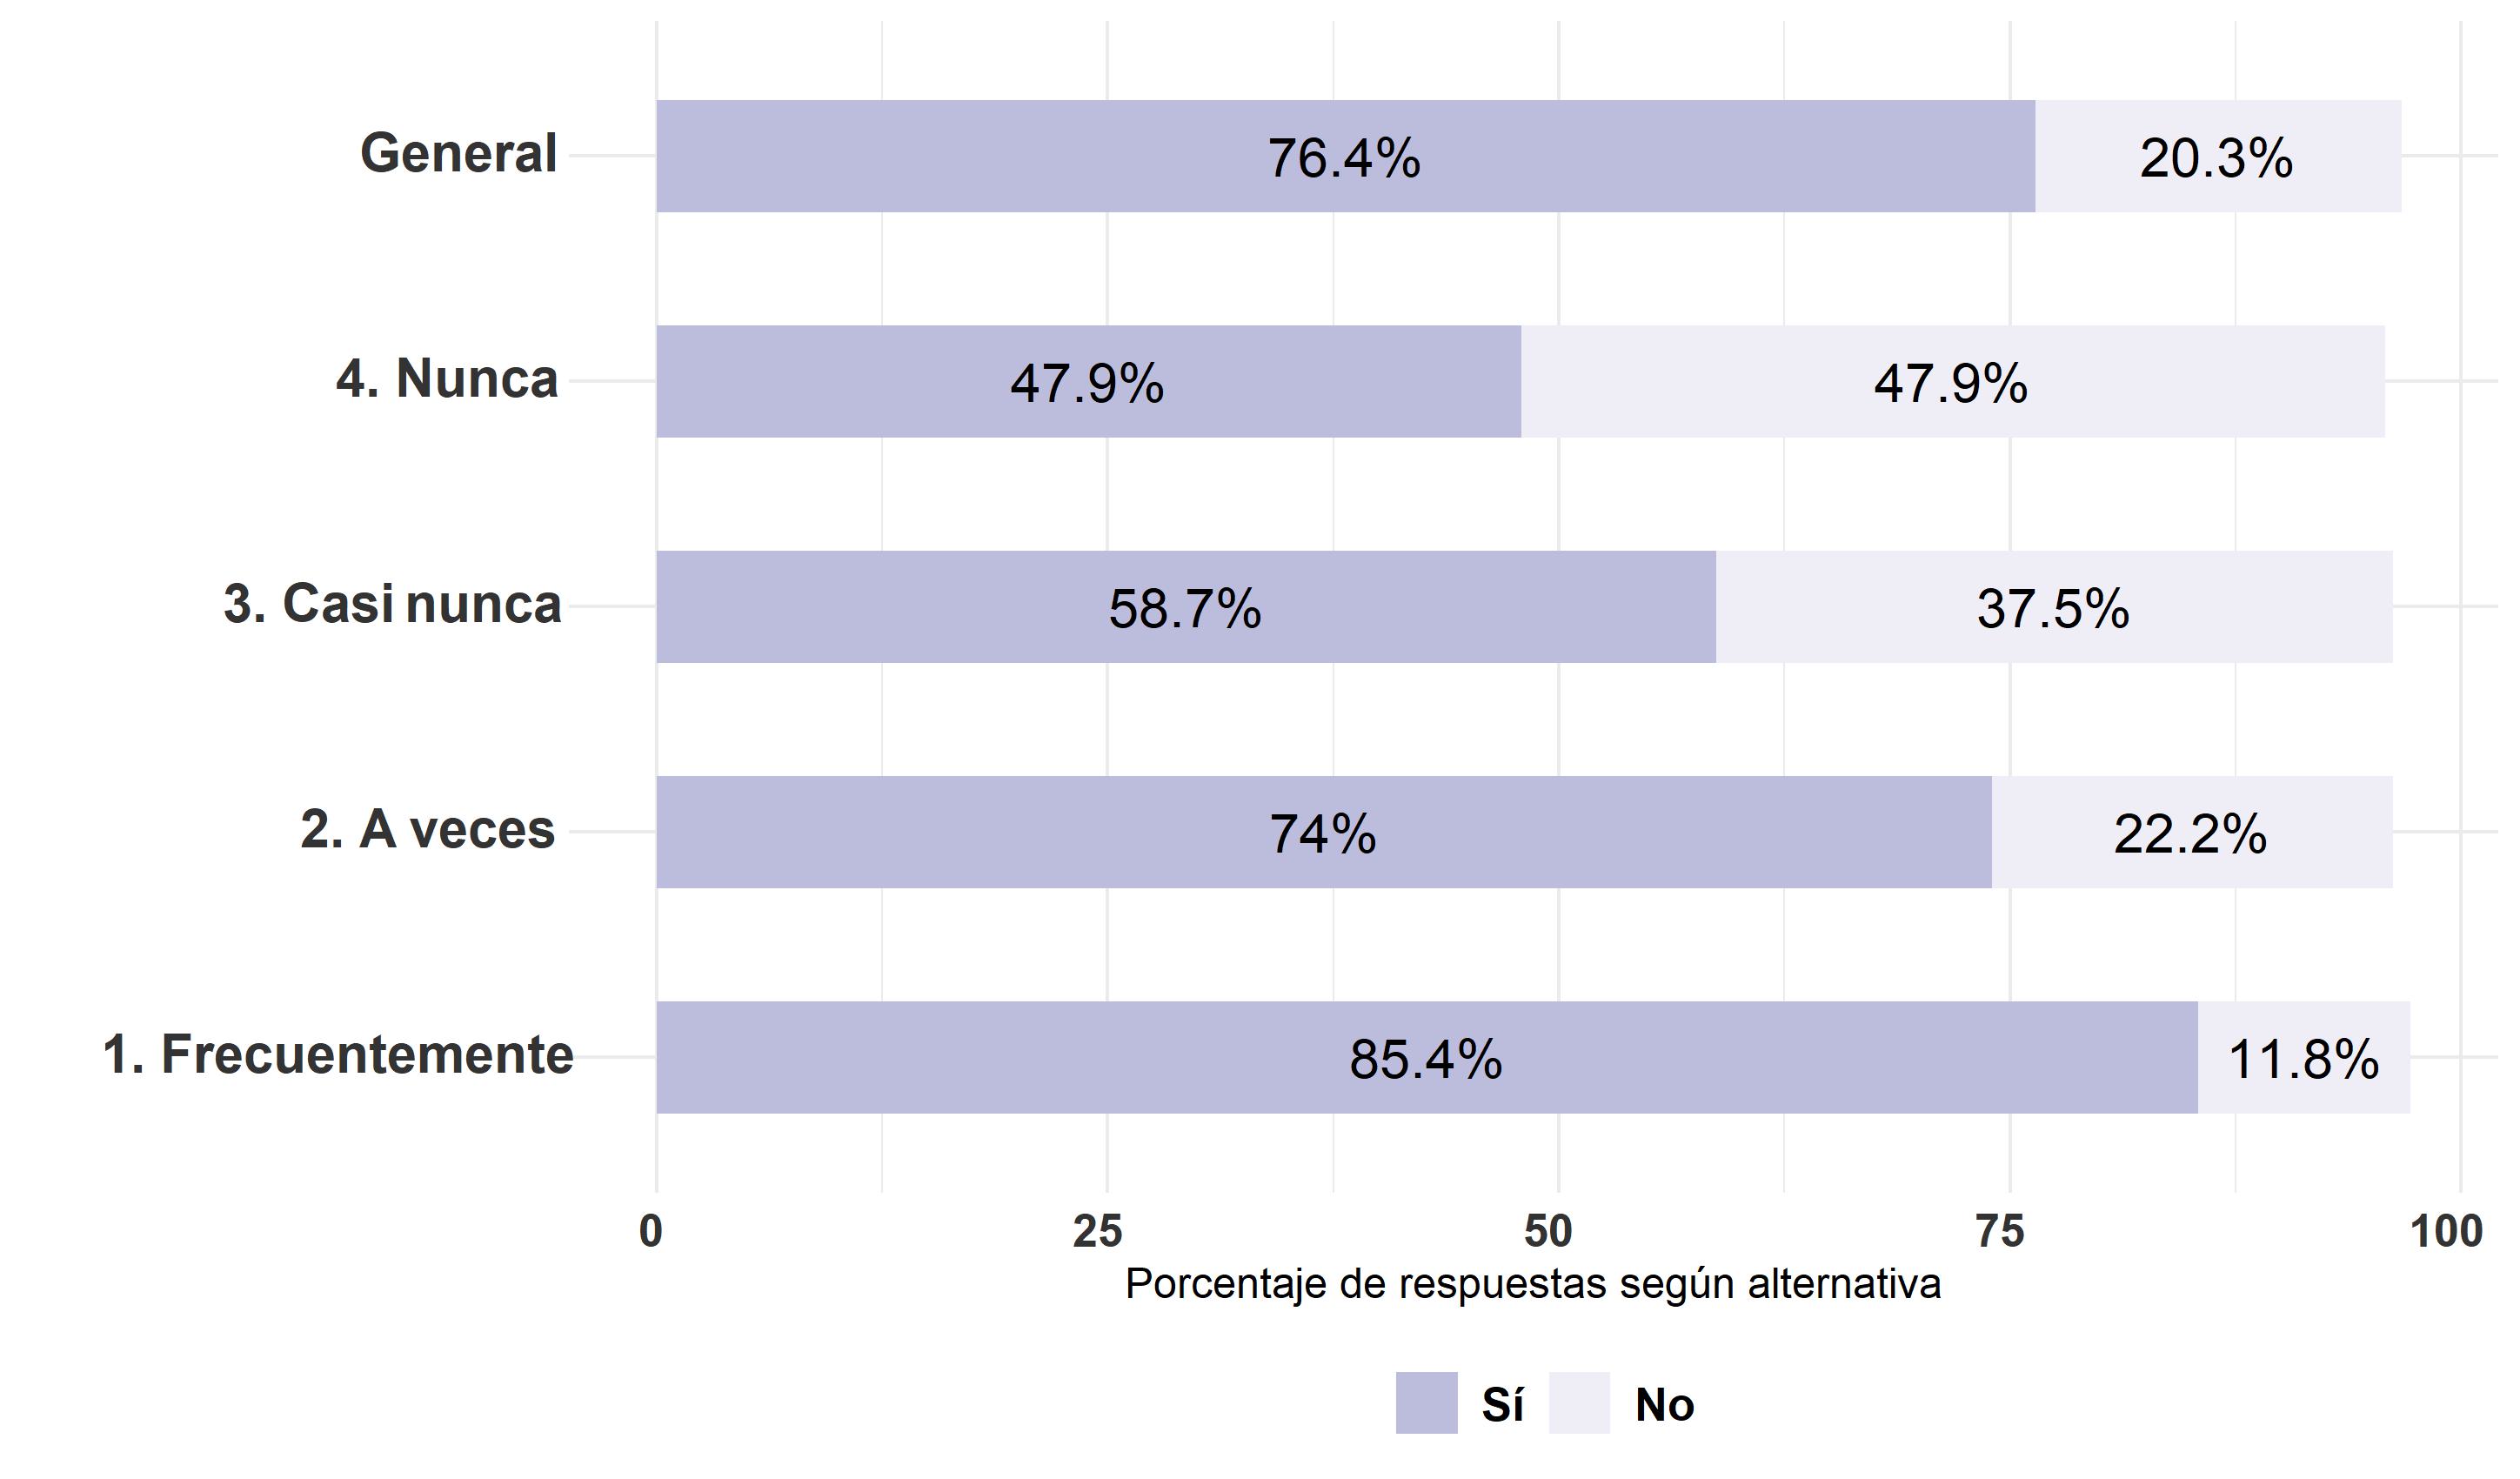 General 76.4% 20.3%
4. Nunca 47.9% 47.9%
3. Casi nunca 58.7% 37.5%
2. A veces 74% 22.2%
1. Frecuentemente 85.4% 11.8%
0 25 50 75 100
Porcentaje de respuestas según alternativa
Sí No